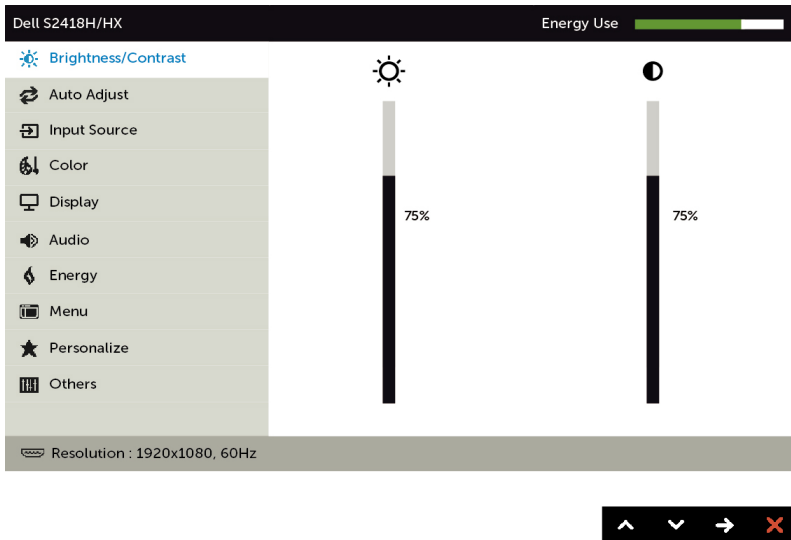 Dell S2418H/HX
Energy Use
Brightness/Contrast
Auto Adjust
Input Source
Color
Display
Audio
Energy
Menu
Personalize
Others
75%
75%
Resolution : 1920x1080, 60Hz